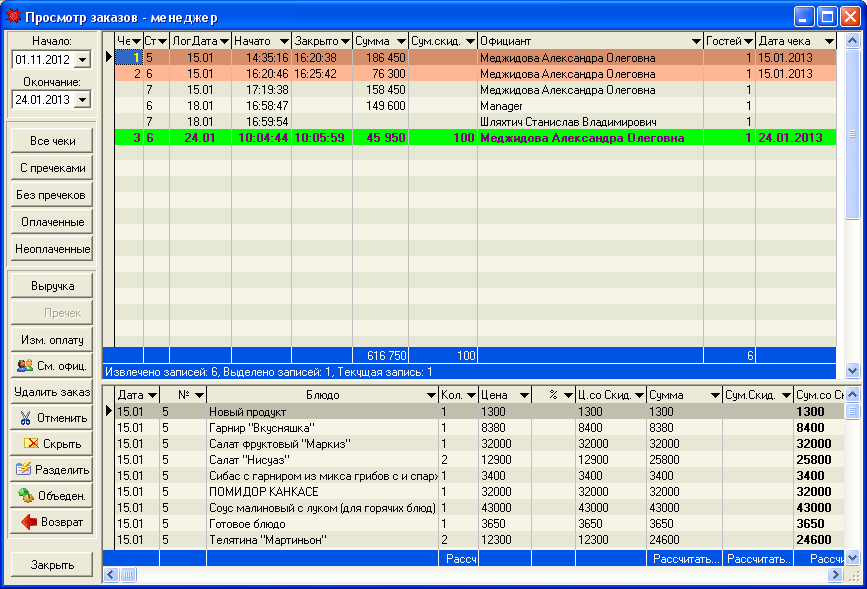 Просмотр заказов - менеджер
Начало:
01.11.2012
Окончание:
24.01.2013
Все чеки
С пречеками
Без пречеков
Оплаченные
Неоплаченные
Выручка
Пречек
Изм. оплату
См. офиц.
Удалить заказ
Отменить
Скрыть
Разделить
Объеден.
Возврат
Закрыть
Че Ст ЛогДата Начато Закрыто Сумма Сум.скид. Официант Гостей Дата чека
1 5 15.01 14:35:16 16:20:38 186 450 Меджидова Александра Олеговна 1 15.01.2013
2 6 15.01 16:20:46 16:25:42 76 300 Меджидова Александра Олеговна 1 15.01.2013
7 15.01 17:19:38 158 450 Меджидова Александра Олеговна 1
6 18.01 16:58:47 149 600 Manager 1
7 18.01 16:59:54 Шляхтич Станислав Владимирович 1
3 6 24.01 10:04:44 10:05:59 45 950 100 Меджидова Александра Олеговна 1 24.01.2013
616 750 100 6
Извлечено записей: 6, Выделено записей: 1, Текущая запись: 1
Дата № Блюдо Кол. Цена % Ц.со Скид. Сумма Сум.Скид. Сум.со Ск
15.01 5 Новый продукт 1 1300 1300 1300 1300
15.01 5 Гарнир "Вкусняшка" 1 8380 8400 8380 8400
15.01 5 Салат фруктовый "Маркиз" 1 32000 32000 32000 32000
15.01 5 Салат "Нисуаз" 2 12900 12900 25800 25800
15.01 5 Сибас с гарниром из микса грибов с и спарж 1 3400 3400 3400 3400
15.01 5 ПОМИДОР КАНКАСЕ 1 32000 32000 32000 32000
15.01 5 Соус малиновый с луком (для горячих блюд) 1 43000 43000 43000 43000
15.01 5 Готовое блюдо 1 3650 3650 3650 3650
15.01 5 Телятина "Мартиньон" 2 12300 12300 24600 24600
Рассч Рассчитать... Рассчитать.. Рассчи